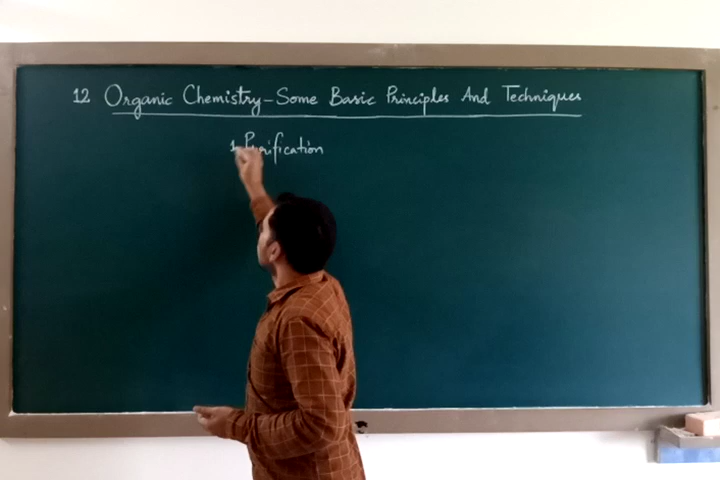 12 Organic Chemistry-Some Basic Principles And Techniques
1. Purification